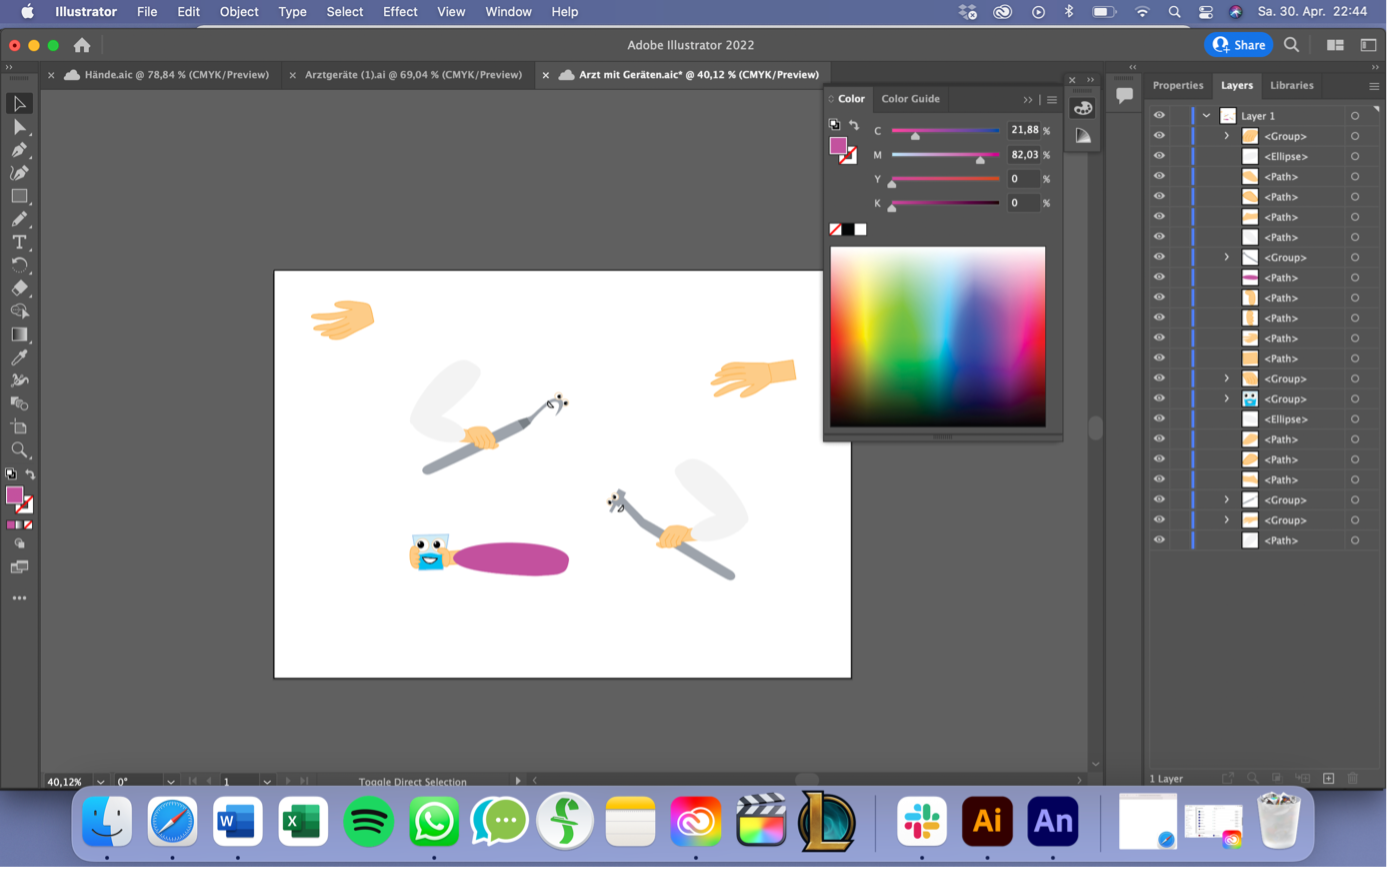 Illustrator File Edit Object Type Select Effect View Window Help Sa. 30. Apr. 22:44
Adobe Illustrator 2022
Share
Hände.aic @ 78,84 % (CMYK/Preview)
Arztgeräte (1).ai @ 69,04 % (CMYK/Preview)
Arzt mit Geräten.aic* @ 40,12 % (CMYK/Preview)
Color Color Guide
C 21,88 %
M 82,03 %
Y 0 %
K 0 %
Properties Layers Libraries
Layer 1
<Group>
<Ellipse>
<Path>
<Path>
<Path>
<Path>
<Group>
<Path>
<Path>
<Path>
<Path>
<Path>
<Group>
<Group>
<Ellipse>
<Path>
<Path>
<Path>
<Group>
<Group>
<Path>
1 Layer
40,12% 0° 1 Toggle Direct Selection
W
X
Ai
An